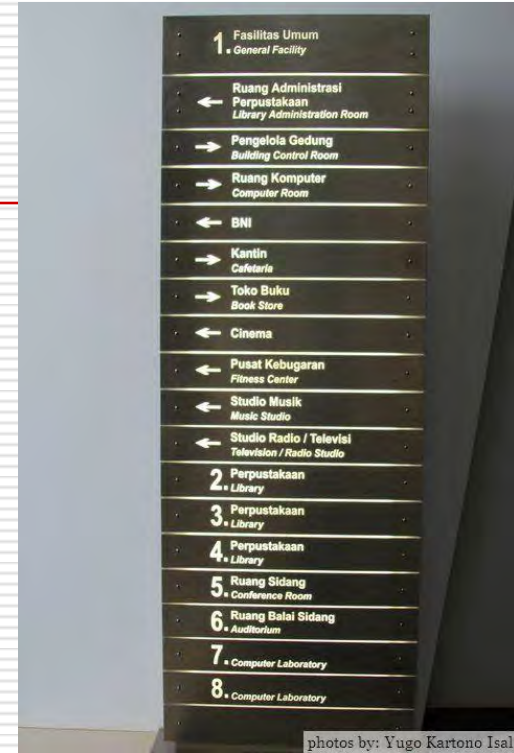 1. Fasilitas Umum
General Facility
← Ruang Administrasi
Perpustakaan
Library Administration Room
→ Pengelola Gedung
Building Control Room
→ Ruang Komputer
Computer Room
← BNI
→ Kantin
Cafetaria
→ Toko Buku
Book Store
← Cinema
← Pusat Kebugaran
Fitness Center
← Studio Musik
Music Studio
← Studio Radio / Televisi
Television / Radio Studio
2. Perpustakaan
Library
3. Perpustakaan
Library
4. Perpustakaan
Library
5. Ruang Sidang
Conference Room
6. Ruang Balai Sidang
Auditorium
7. Computer Laboratory
8. Computer Laboratory
photos by: Yugo Kartono Isal